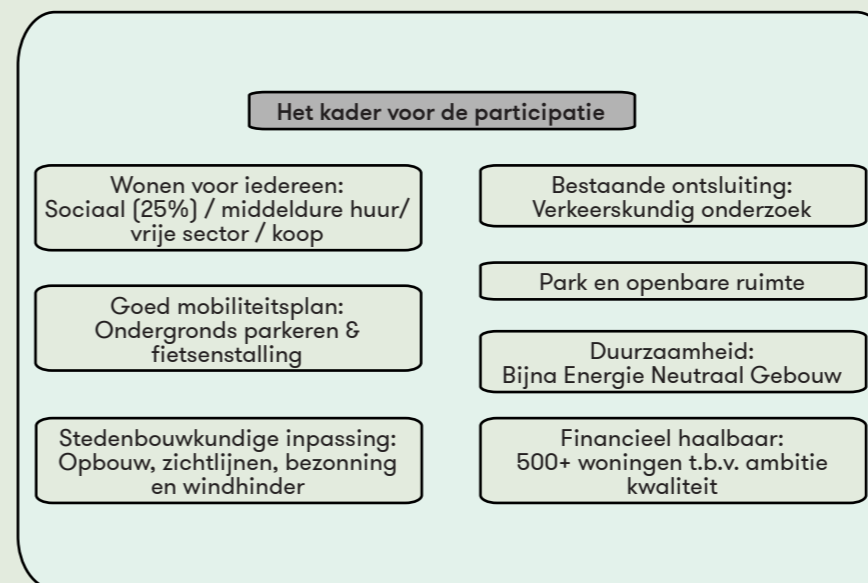 Het kader voor de participatie
Wonen voor iedereen:
Sociaal (25%) / middeldure huur/
vrije sector / koop
Goed mobiliteitsplan:
Ondergronds parkeren &
fietsenstalling
Stedenbouwkundige inpassing:
Opbouw, zichtlijnen, bezonning
en windhinder
Bestaande ontsluiting:
Verkeerskundig onderzoek
Park en openbare ruimte
Duurzaamheid:
Bijna Energie Neutraal Gebouw
Financieel haalbaar:
500+ woningen t.b.v. ambitie
kwaliteit